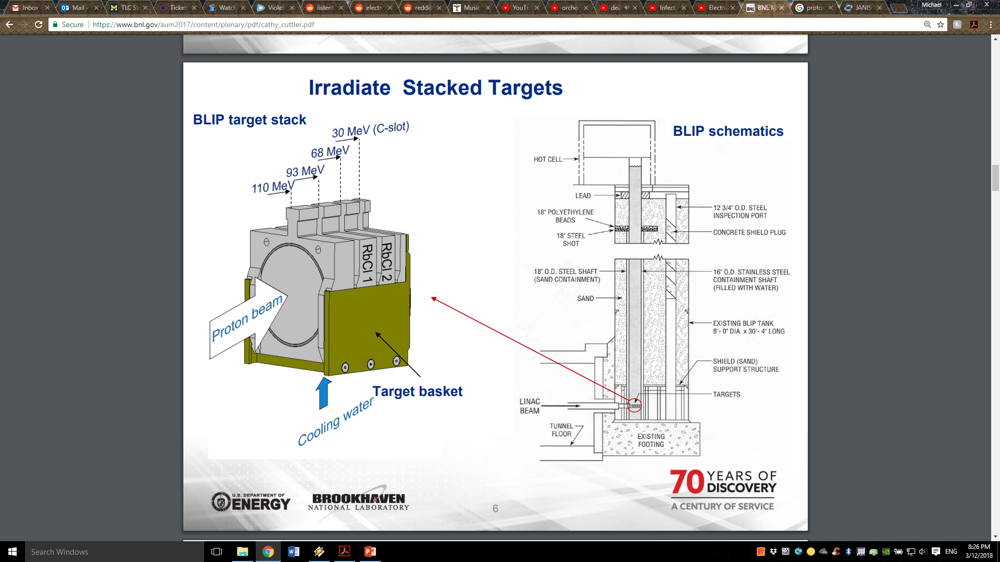 Inbox
Mail -
TLC S
Ticket
Watch
Violet
listen
electr
reddit
Music
YouTu
orche
dea
Infect
Electr
BNL
proto
JANIS
Michael
Secure
https://www.bnl.gov/aum2017/content/plenary/pdf/cathy_cuttler.pdf
Irradiate Stacked Targets
BLIP target stack
30 MeV (C-slot)
68 MeV
93 MeV
110 MeV
RbCl 1
RbCl 2
Proton beam
Target basket
Cooling water
BLIP schematics
HOT CELL
LEAD
18" POLYETHYLENE
BEADS
18" STEEL
SHOT
12 3/4" O.D. STEEL
INSPECTION PORT
CONCRETE SHIELD PLUG
18" O.D. STEEL SHAFT
(SAND CONTAINMENT)
SAND
16" O.D. STAINLESS STEEL
CONTAINMENT SHAFT
(FILLED WITH WATER)
EXISTING BLIP TANK
8'- 0" DIA. x 30'- 4" LONG
SHIELD (SAND)
SUPPORT STRUCTURE
TARGETS
LINAC
BEAM
TUNNEL
FLOOR
EXISTING
FOOTING
U.S. DEPARTMENT OF
ENERGY
BROOKHAVEN
NATIONAL LABORATORY
6
70 YEARS OF
DISCOVERY
A CENTURY OF SERVICE
Search Windows
ENG
8:26 PM
3/12/2018